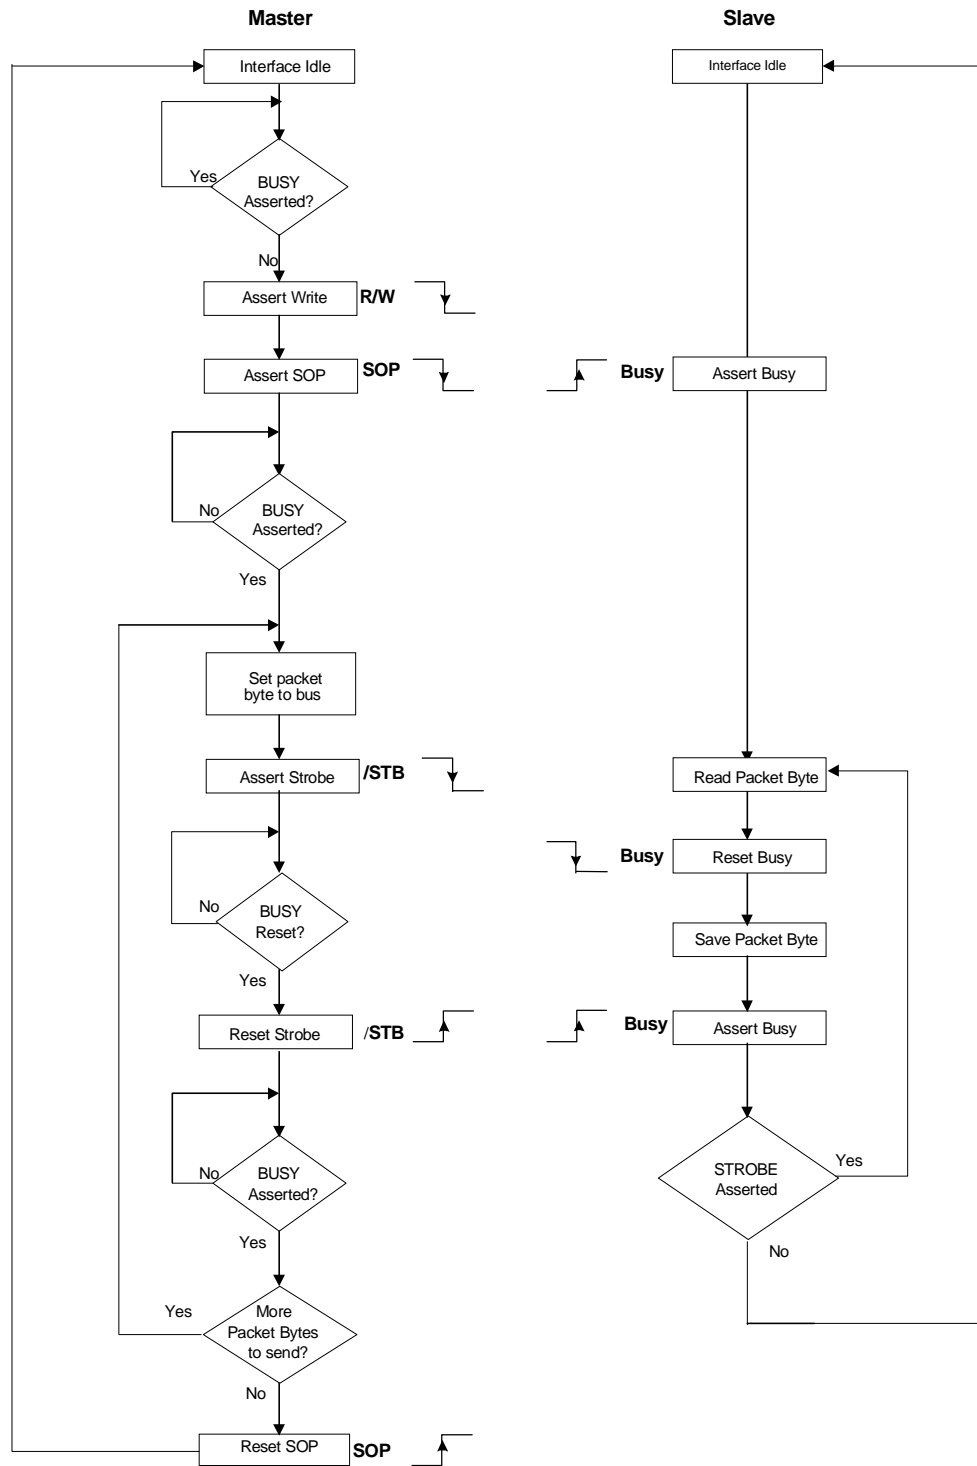 Master
Slave
Interface Idle
Interface Idle
Yes
BUSY
Asserted?
No
Assert Write
R/W
Assert SOP
SOP
Busy
Assert Busy
No
BUSY
Asserted?
Yes
Set packet
byte to bus
Assert Strobe
/STB
Read Packet Byte
Busy
Reset Busy
No
BUSY
Reset?
Save Packet Byte
Yes
Reset Strobe
/STB
Busy
Assert Busy
No
BUSY
Asserted?
STROBE
Asserted
Yes
Yes
No
Yes
More
Packet Bytes
to send?
No
Reset SOP
SOP